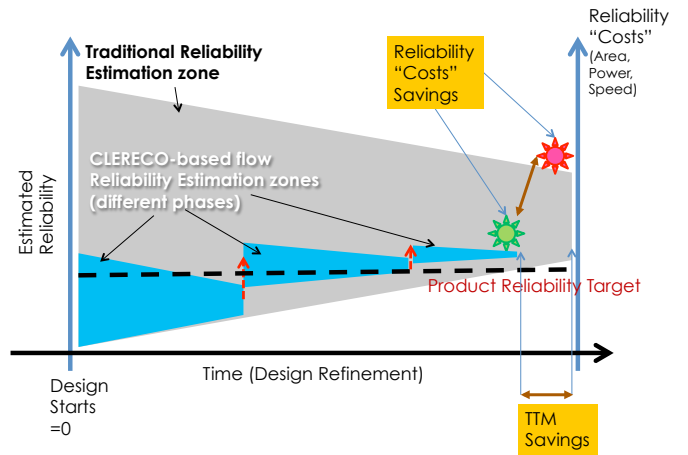 Reliability
“Costs”
(Area,
Power,
Speed)
Traditional Reliability
Estimation zone
Reliability
“Costs”
Savings
CLERECO-based flow
Reliability Estimation zones
(different phases)
Estimated
Reliability
Product Reliability Target
Time (Design Refinement)
Design
Starts
=0
TTM
Savings